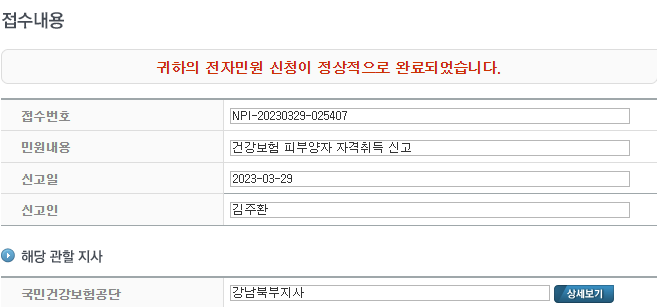 접수내용
귀하의 전자민원 신청이 정상적으로 완료되었습니다.
접수번호 NPI-20230329-025407
민원내용 건강보험 피부양자 자격취득 신고
신고일 2023-03-29
신고인 김주환
해당 관할 지사
국민건강보험공단 강남북부지사 상세보기